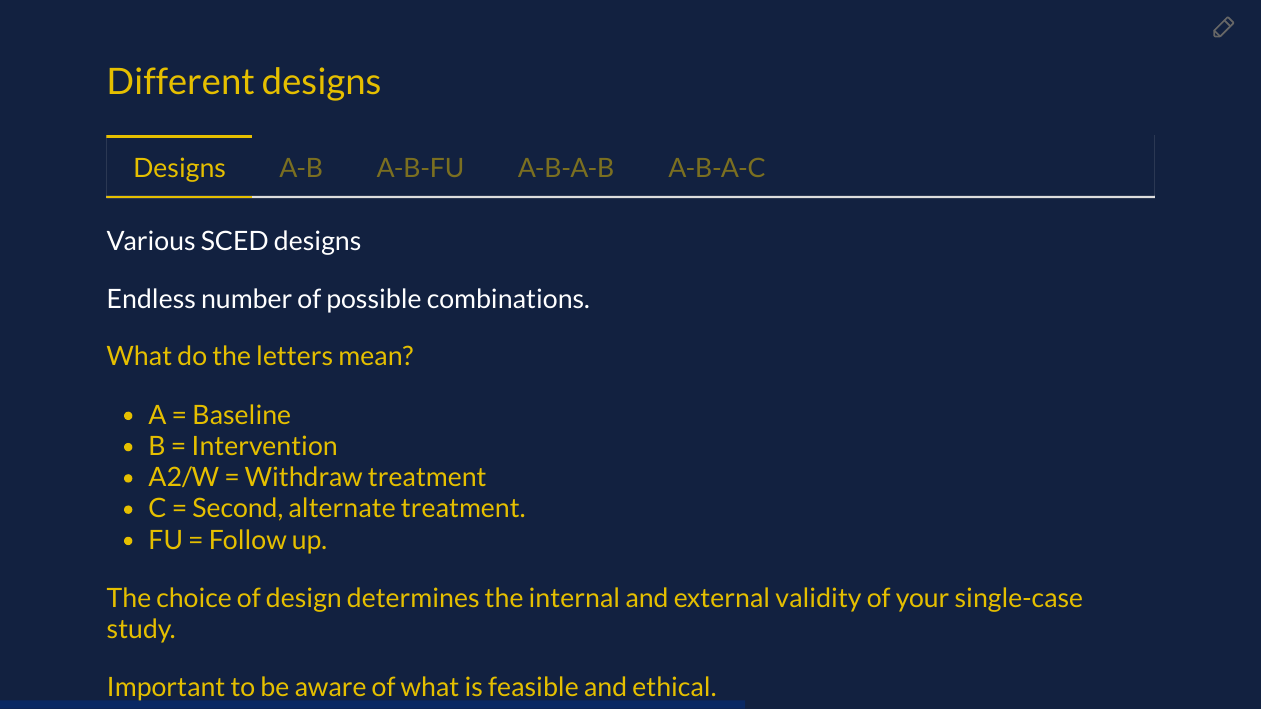 Different designs
Designs A-B A-B-FU A-B-A-B A-B-A-C
Various SCED designs
Endless number of possible combinations.
What do the letters mean?
• A = Baseline
• B = Intervention
• A2/W = Withdraw treatment
• C = Second, alternate treatment.
• FU = Follow up.
The choice of design determines the internal and external validity of your single-case
study.
Important to be aware of what is feasible and ethical.